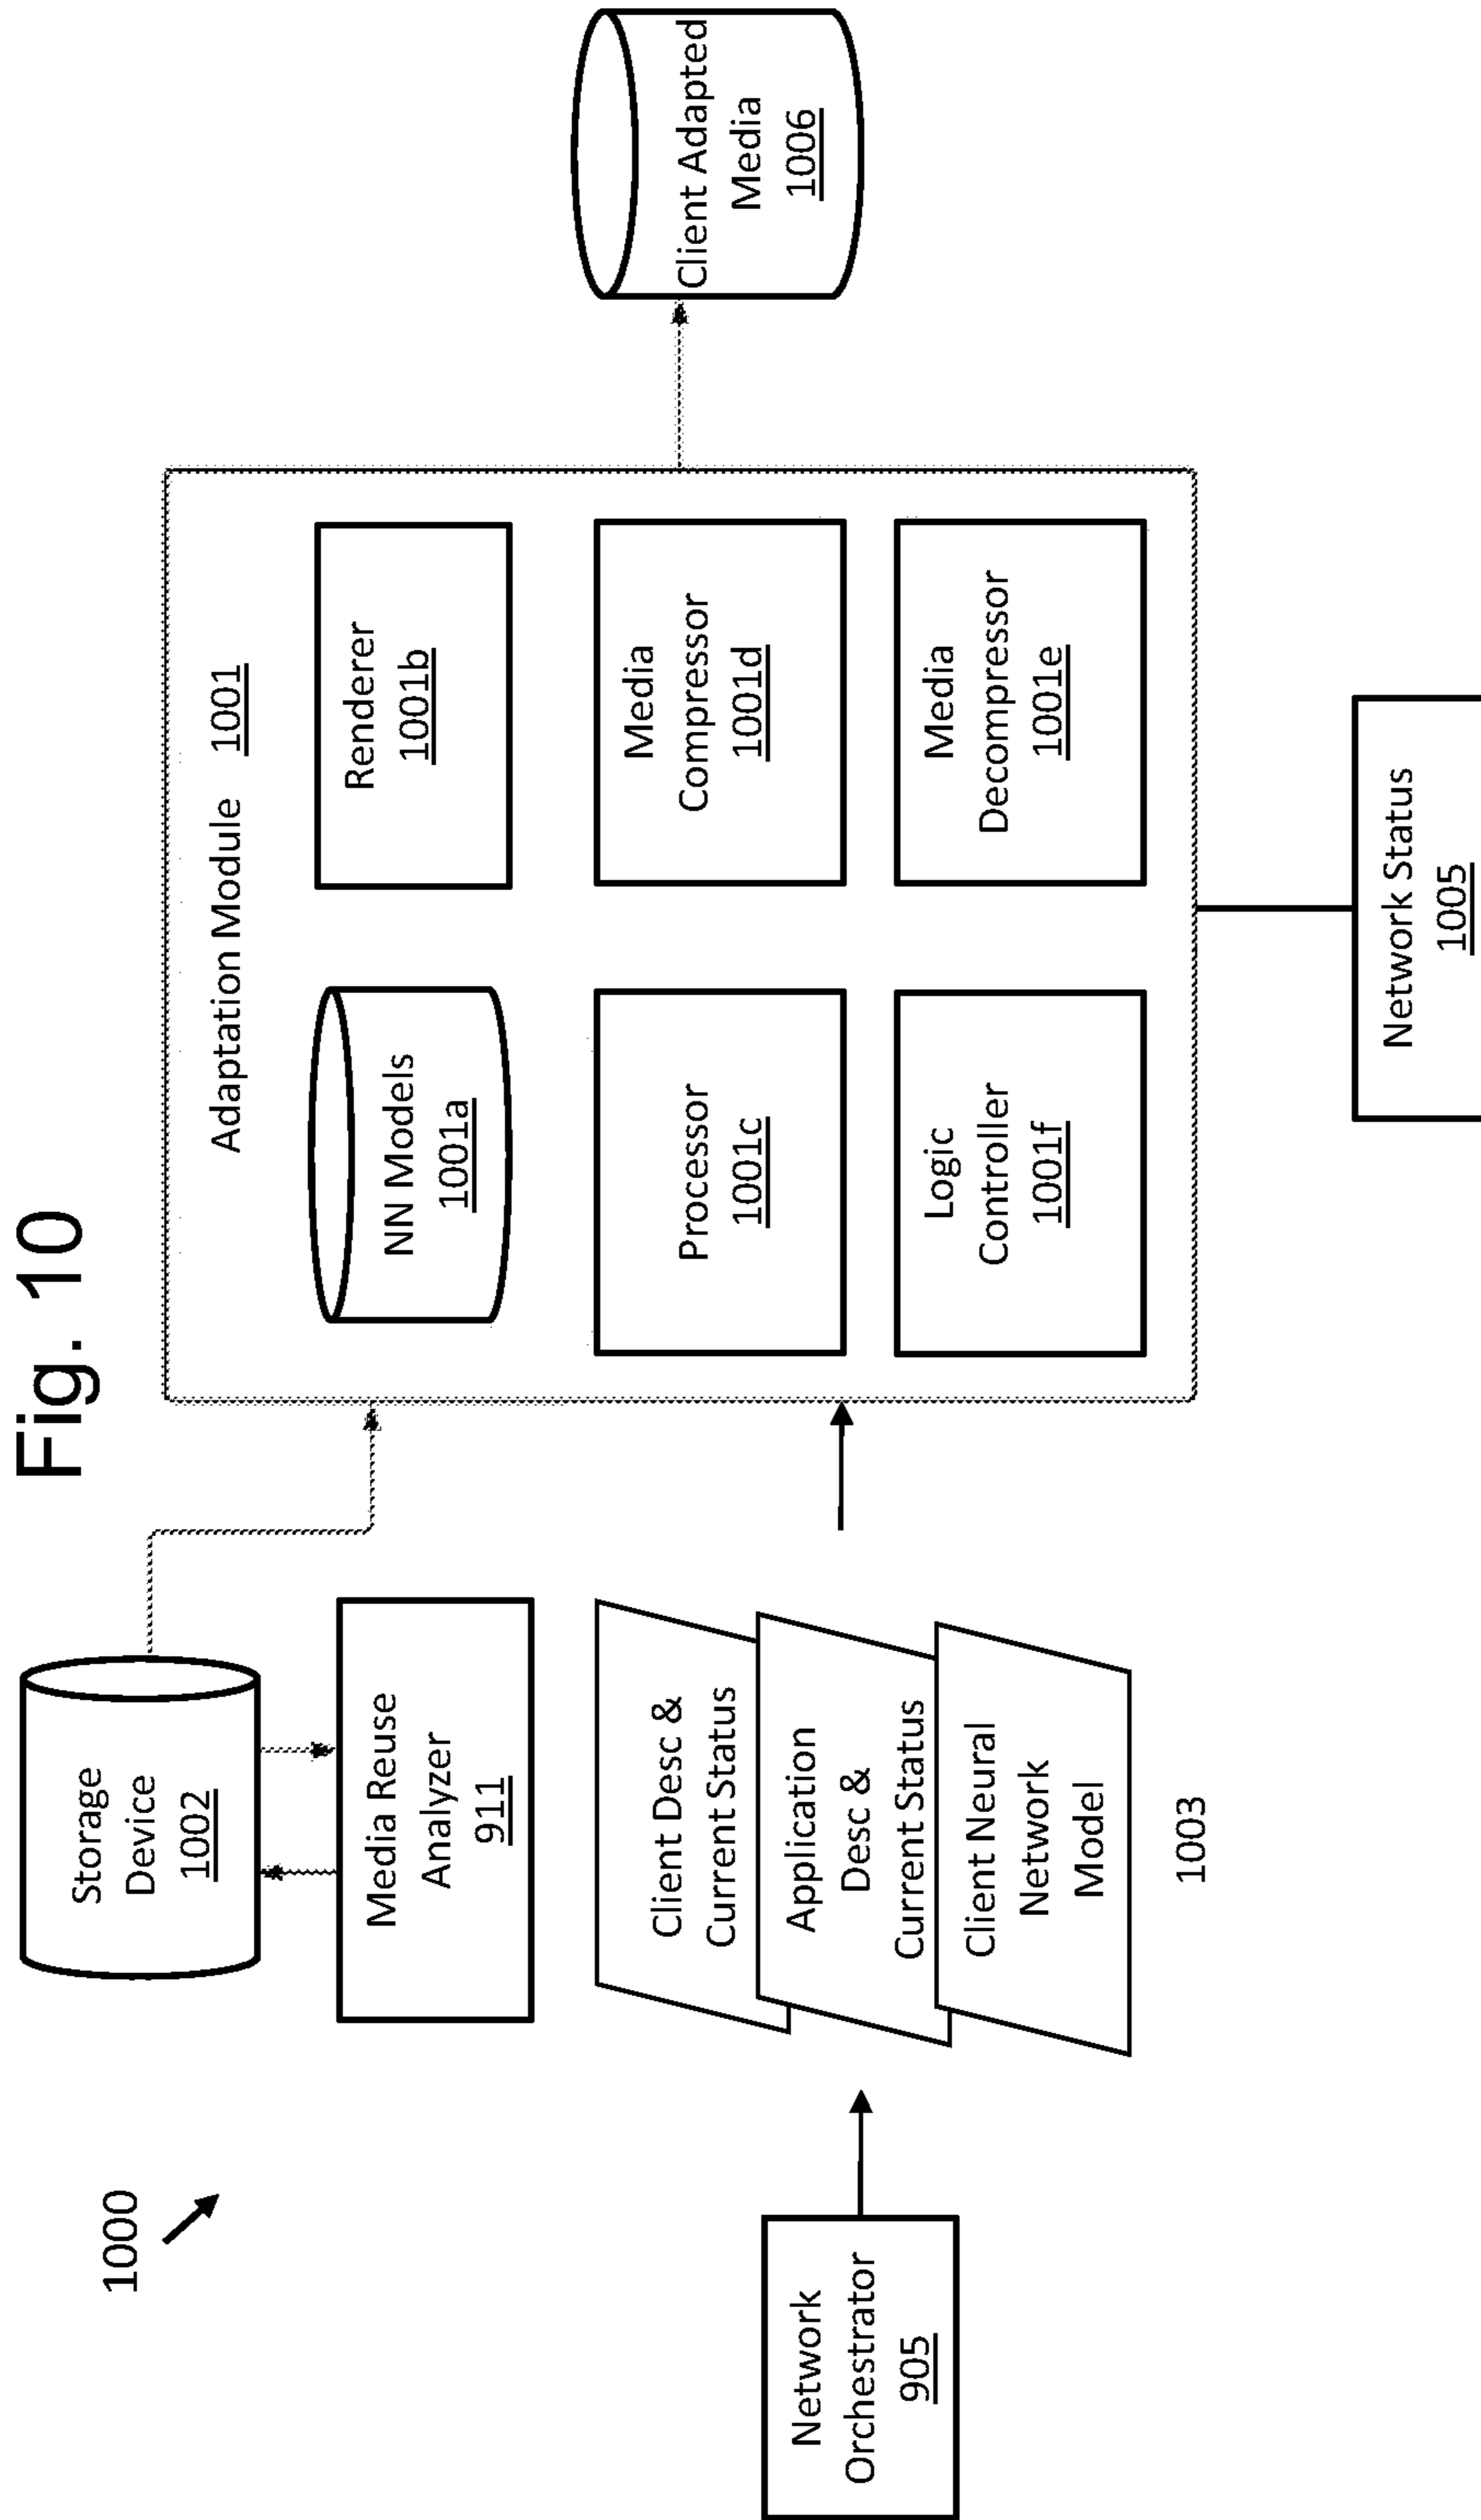 Fig. 10
1000
Storage
Device
1002
Media Reuse
Analyzer
911
Network
Orchestrator
905
Client Desc &
Current Status
Application
Desc &
Current Status
Client Neural
Network
Model
1003
Adaptation Module 1001
NN Models
1001a
Renderer
1001b
Processor
1001c
Media
Compressor
1001d
Logic
Controller
1001f
Media
Decompressor
1001e
Network Status
1005
Client Adapted
Media
1006